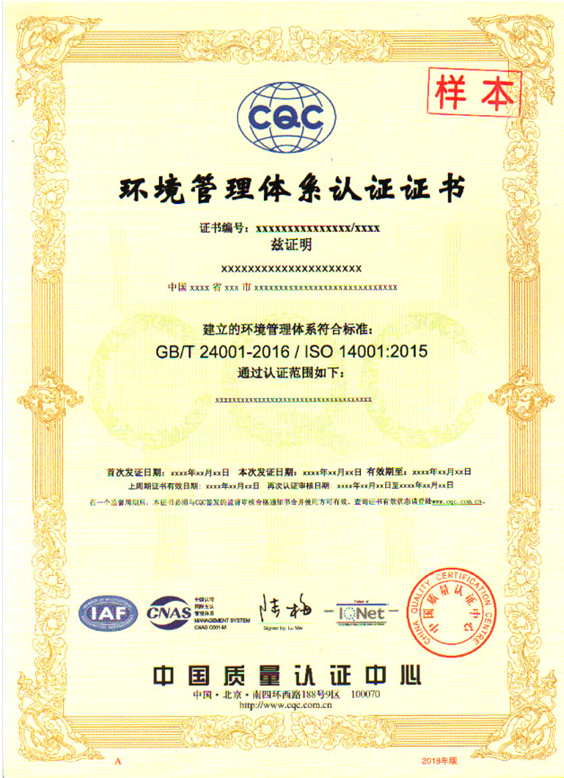 样本
CQC
环境管理体系认证证书
证书编号：xxxxxxxxxxxxxxx/xxxx
兹证明
xxxxxxxxxxxxxxxxxxxxx
中国 xxxx 省 xxx 市 xxxxxxxxxxxxxxxxxxxxxxxxxxxxx
建立的环境管理体系符合标准：
GB/T 24001-2016 / ISO 14001:2015
通过认证范围如下：
xxxxxxxxxxxxxxxxxxxxxxxxxxxxxxxxxxx
首次发证日期：xxxx年xx月xx日 本次发证日期：xxxx年xx月xx日 有效期至：xxxx年xx月xx日
上周期证书有效日期：xxxx年xx月xx日 再次认证审核日期：xxxx年xx月xx日至xxxx年xx月xx日
在一个监督周期后，本证书必须与CQC签发的监督审核合格通知书合并使用方可有效。查询证书有效状态请登陆www.cqc.com.cn。
IAF
CNAS
中国认可
国际互认
管理体系
MANAGEMENT SYSTEM
CNAS C001-M
陆梅
Signed by: Lu Mei
IQNet
CHINA QUALITY CERTIFICATION CENTRE
中国质量认证中心
中国质量认证中心
中国·北京·南四环西路188号9区 100070
http://www.cqc.com.cn
A
2018年版